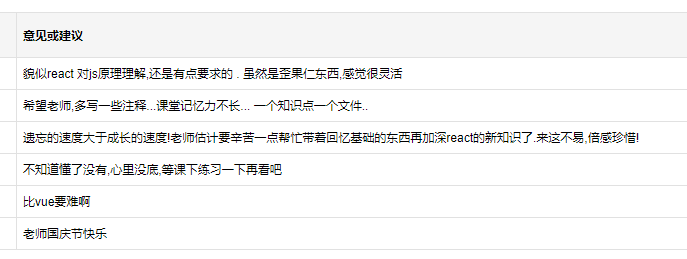 意见或建议
貌似react 对js原理理解,还是有点要求的 . 虽然是歪果仁东西,感觉很灵活
希望老师,多写一些注释...课堂记忆力不长... 一个知识点一个文件..
遗忘的速度大于成长的速度!老师估计要辛苦一点帮忙带着回忆基础的东西再加深react的新知识了.来这不易,倍感珍惜!
不知道懂了没有,心里没底,等课下练习一下再看吧
比vue要难啊
老师国庆节快乐